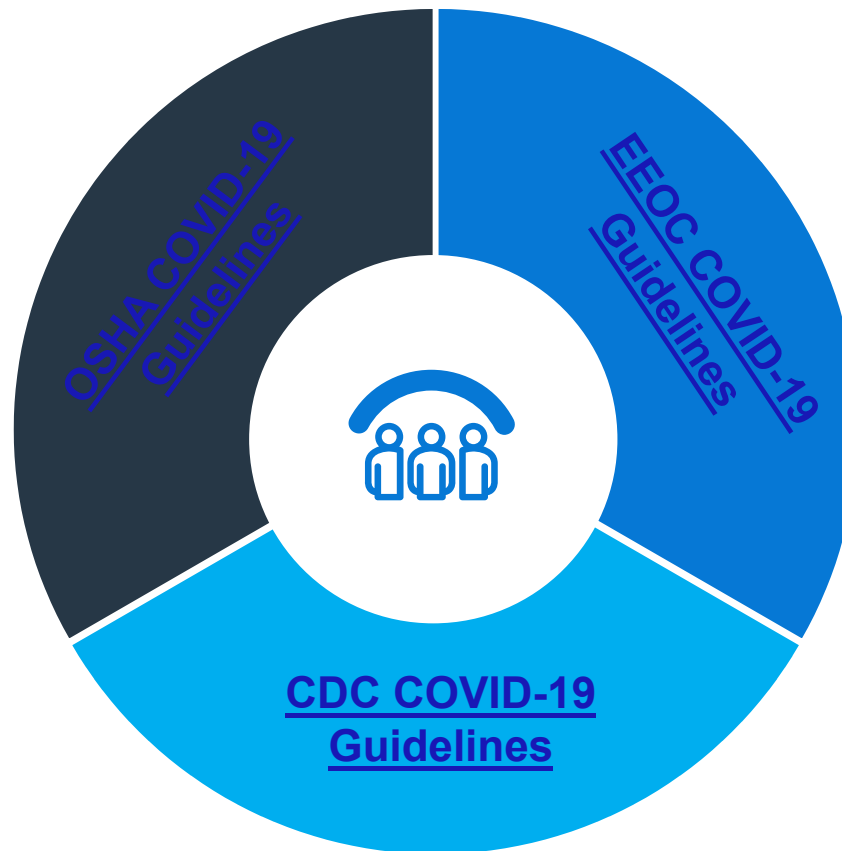 OSHA COVID-19
Guidelines
EEOC COVID-19
Guidelines
CDC COVID-19
Guidelines